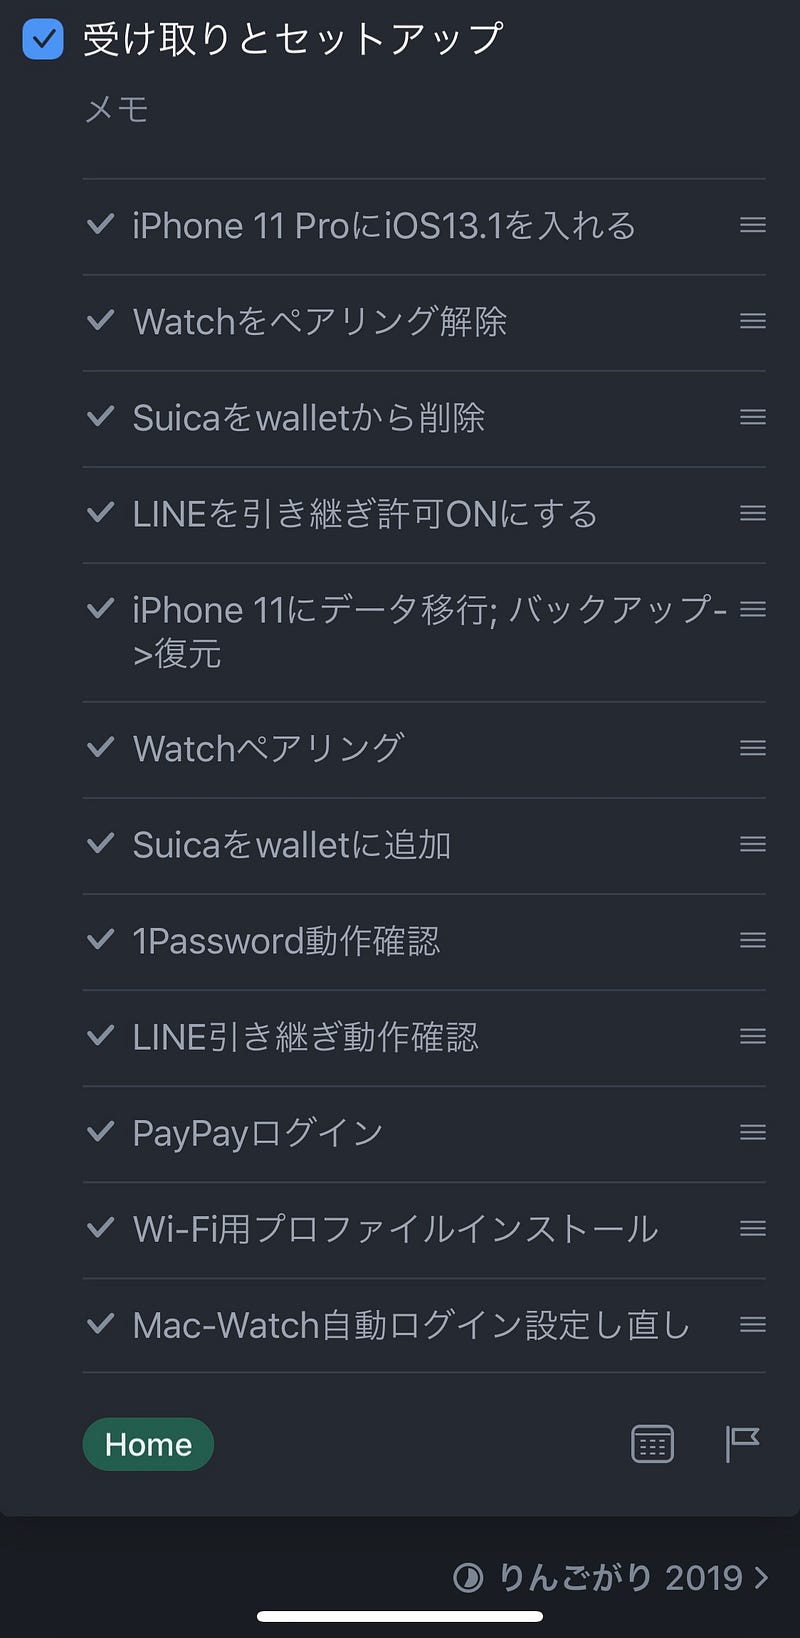 受け取りとセットアップ
メモ
iPhone 11 ProにiOS13.1を入れる
Watchをペアリング解除
Suicaをwalletから削除
LINEを引き継ぎ許可ONにする
iPhone 11にデータ移行; バックアップ-
>復元
Watchペアリング
Suicaをwalletに追加
1Password動作確認
LINE引き継ぎ動作確認
PayPayログイン
Wi-Fi用プロファイルインストール
Mac-Watch自動ログイン設定し直し
Home
りんごがり 2019